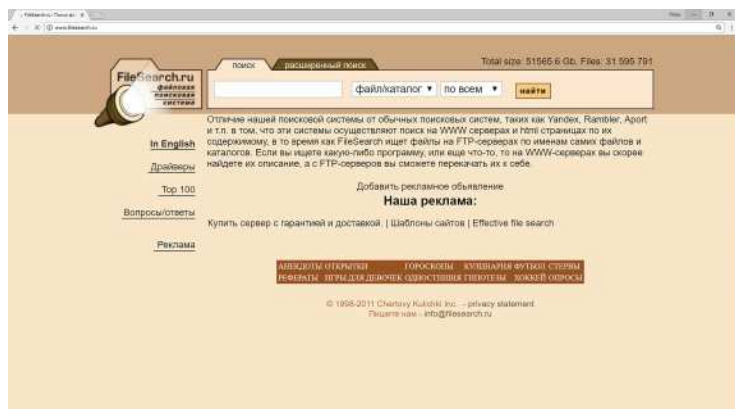 www.filesearch.ru
поиск
расширенный поиск
Total size: 51565.6 Gb, Files: 31 595 791
FileSearch.ru
файловая
поисковая
система
файл/каталог
по всем
найти
Отличие нашей поисковой системы от обычных поисковых систем, таких как Yandex, Rambler, Aport
и т.п. в том, что эти системы осуществляют поиск на WWW серверах и html страницах по их
содержимому, в то время как FileSearch ищет файлы на FTP-серверах по именам самих файлов и
каталогов. Если вы ищете какую-либо программу, или еще что-то, то на WWW-серверах вы скорее
найдете их описание, а с FTP-серверов вы сможете перекачать их к себе.
In English
Драйверы
Top 100
Вопросы/ответы
Реклама
Добавить рекламное объявление
Наша реклама:
Купить сервер с гарантией и доставкой. | Шаблоны сайтов | Effective file search
АНЕКДОТЫ ОТКРЫТКИ ГОРОСКОПЫ КУЛИНАРИЯ ФУТБОЛ СТЕРВЫ
РЕФЕРАТЫ ИГРЫ ДЛЯ ДЕВОЧЕК ОДНОСТИШИЯ ГИПОТЕЗЫ ХОККЕЙ ОПРОСЫ
© 1998-2011 Chertovy Kulichki Inc. - privacy statement
Пишите нам - info@filesearch.ru